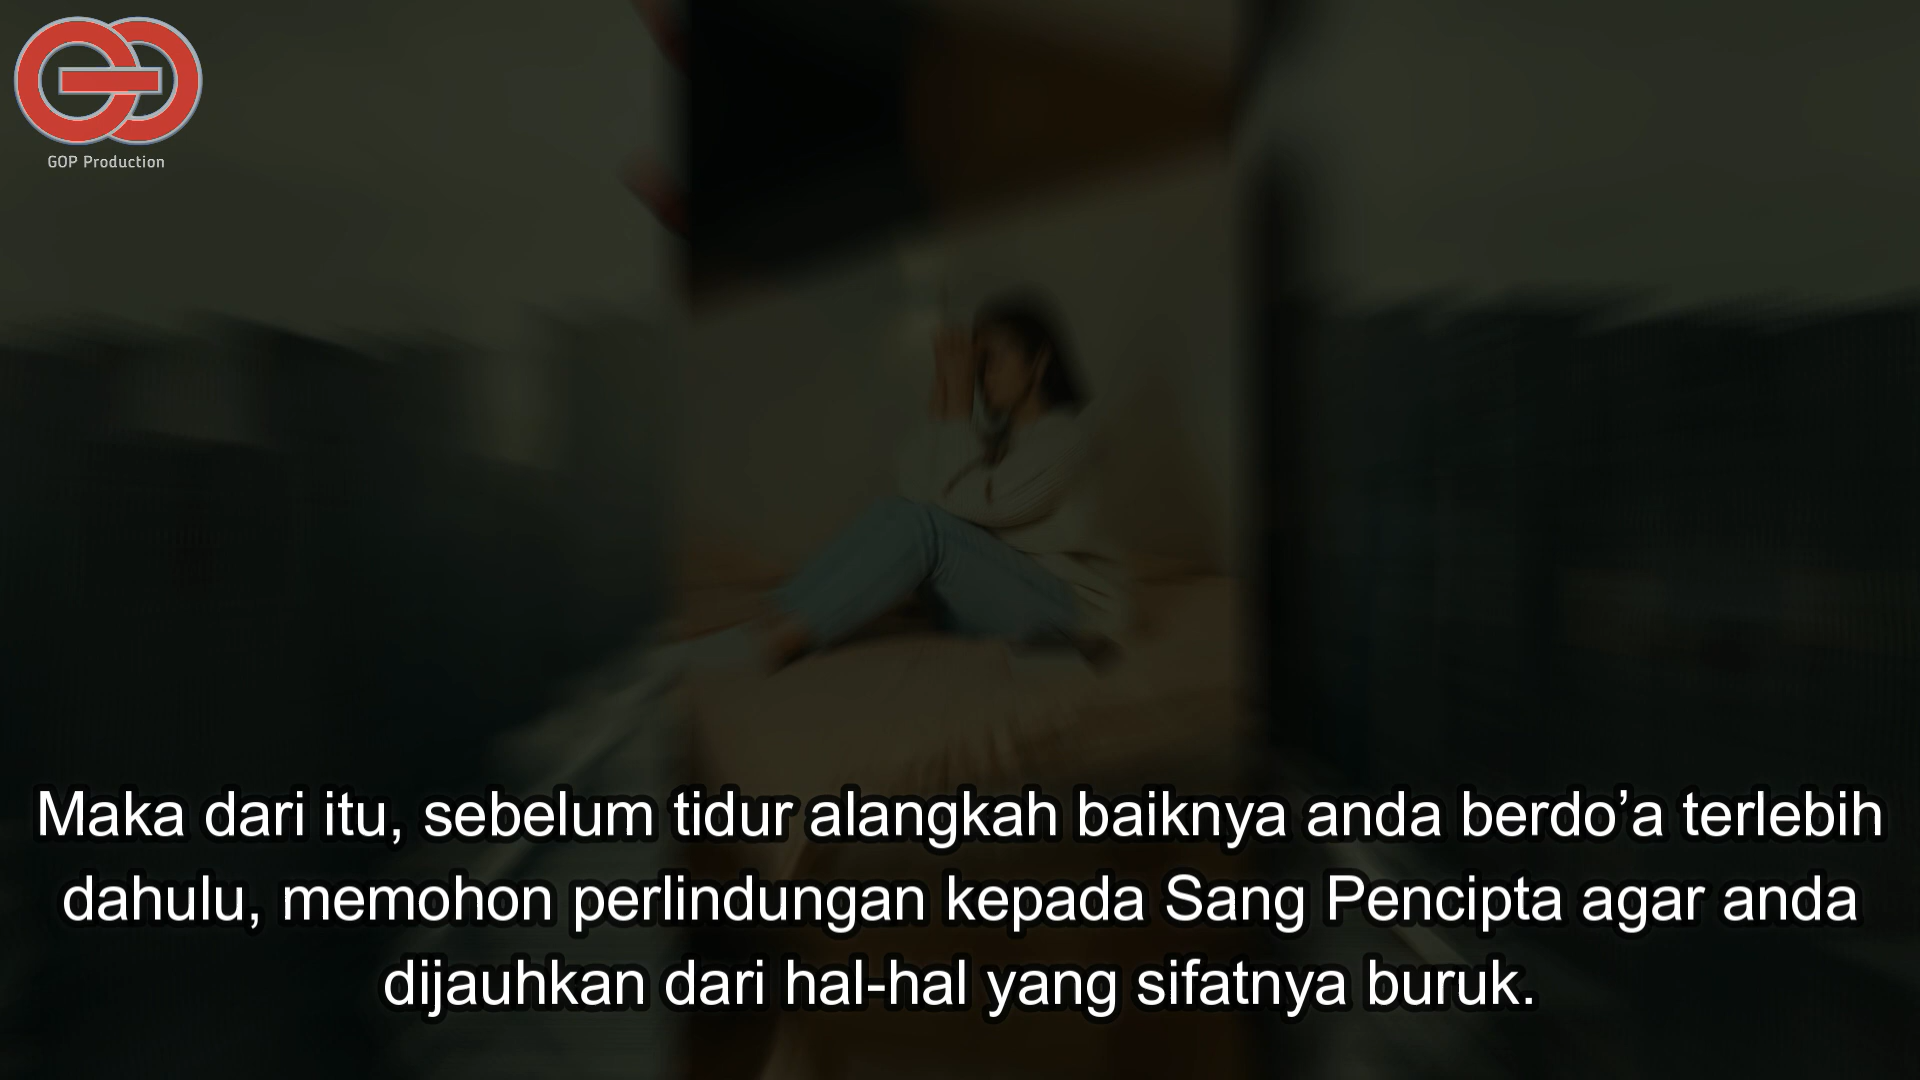 GOP Production
Maka dari itu, sebelum tidur alangkah baiknya anda berdo’a terlebih
dahulu, memohon perlindungan kepada Sang Pencipta agar anda
dijauhkan dari hal-hal yang sifatnya buruk.